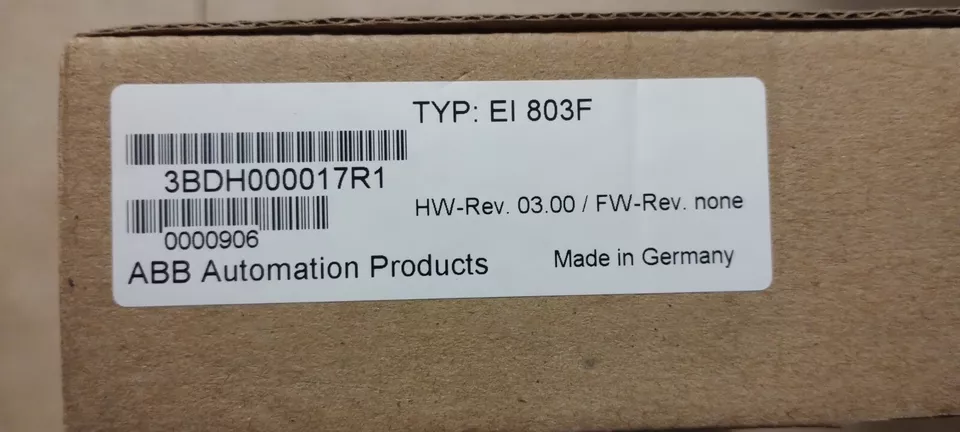 TYP: EI 803F
3BDH000017R1
HW-Rev. 03.00 / FW-Rev. none
0000906
ABB Automation Products
Made in Germany